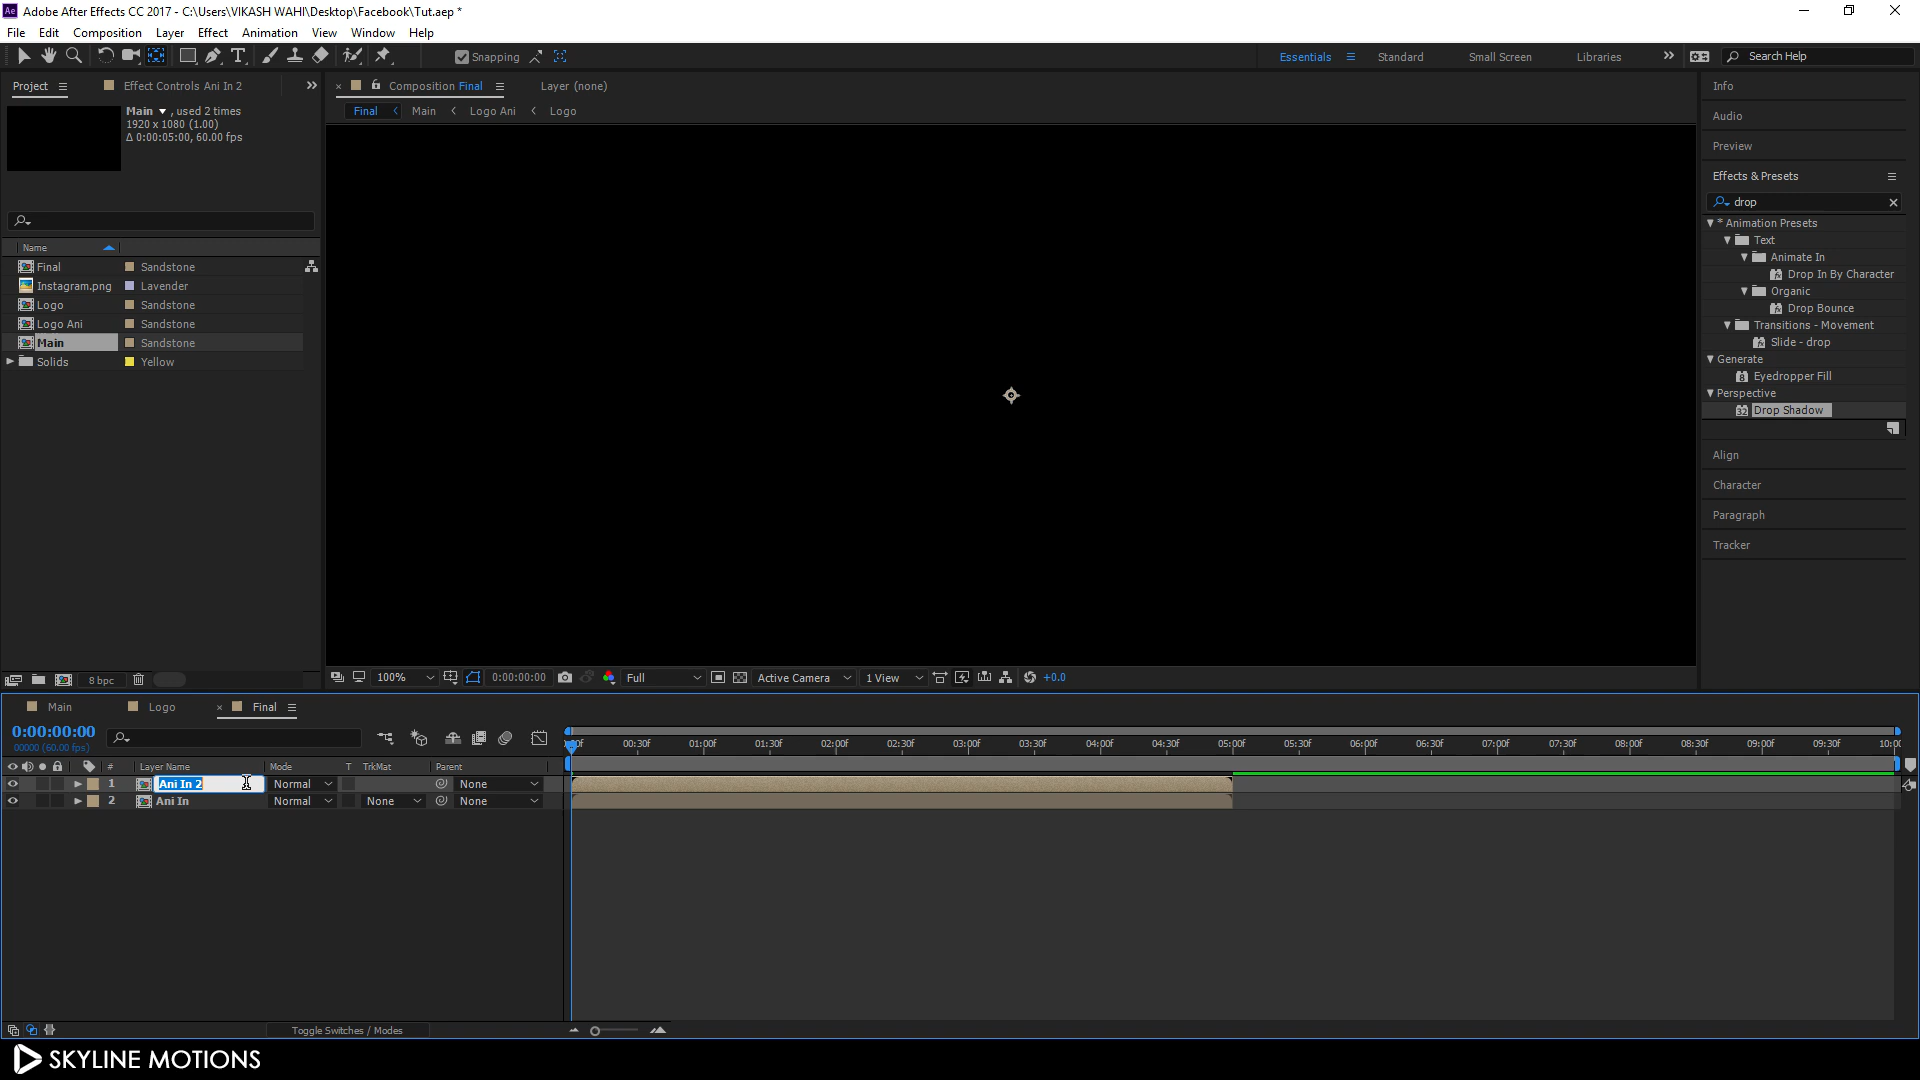 Adobe After Effects CC 2017 - C:\Users\VIKASH WAHI\Desktop\Facebook\Tut.aep *
File Edit Composition Layer Effect Animation View Window Help
Snapping
Essentials Standard Small Screen Libraries Search Help
Project Effect Controls Ani In 2
Main , used 2 times
1920 x 1080 (1.00)
Δ 0:00:05:00, 60.00 fps
Name
Final Sandstone
Instagram.png Lavender
Logo Sandstone
Logo Ani Sandstone
Main Sandstone
Solids Yellow
8 bpc
Composition Final Layer (none)
Final Main Logo Ani Logo
100% 0:00:00:00 Full Active Camera 1 View +0.0
Info
Audio
Preview
Effects & Presets
drop
* Animation Presets
Text
Animate In
Drop In By Character
Organic
Drop Bounce
Transitions - Movement
Slide - drop
Generate
Eyedropper Fill
Perspective
32 Drop Shadow
Align
Character
Paragraph
Tracker
Main Logo Final
0:00:00:00
00000 (60.00 fps)
00:30f 01:00f 01:30f 02:00f 02:30f 03:00f 03:30f 04:00f 04:30f 05:00f 05:30f 06:00f 06:30f 07:00f 07:30f 08:00f 08:30f 09:00f 09:30f
# Layer Name Mode T TrkMat Parent
1 Ani In 2 Normal None
2 Ani In Normal None None
Toggle Switches / Modes
SKYLINE MOTIONS